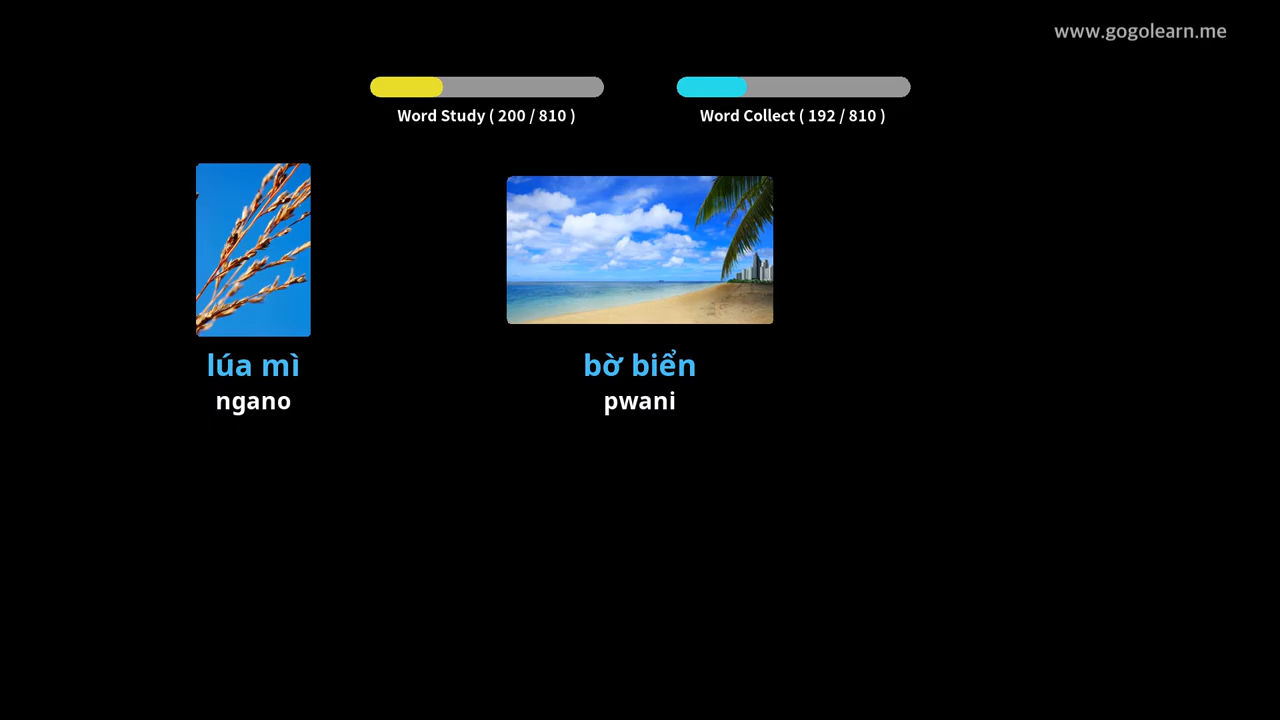 www.gogolearn.me
Word Study ( 200 / 810 )
Word Collect ( 192 / 810 )
lúa mì
ngano
bờ biển
pwani